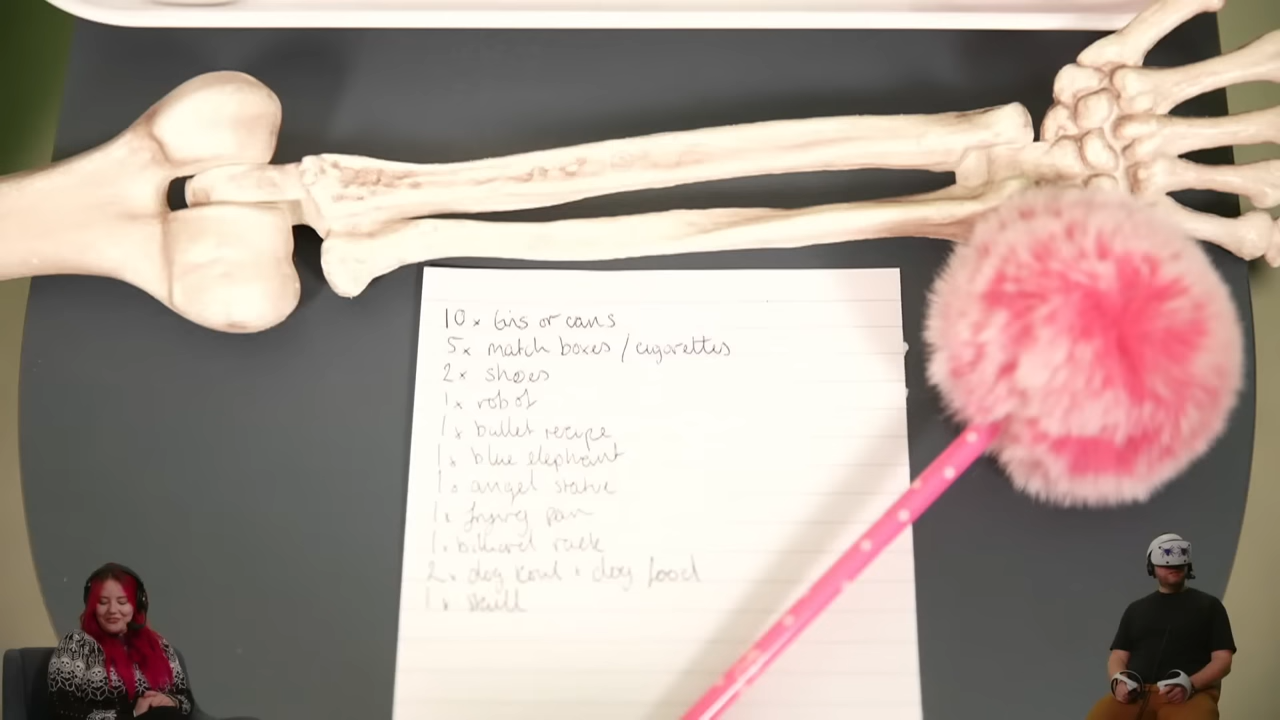 10 x tins or cans
5x match boxes / cigarettes
2x shoes
1x robot
1x bullet recipe
1x blue elephant
1x angel statue
1x frying pan
1x billiard rack
2x dog bowl + dog food
1x skull